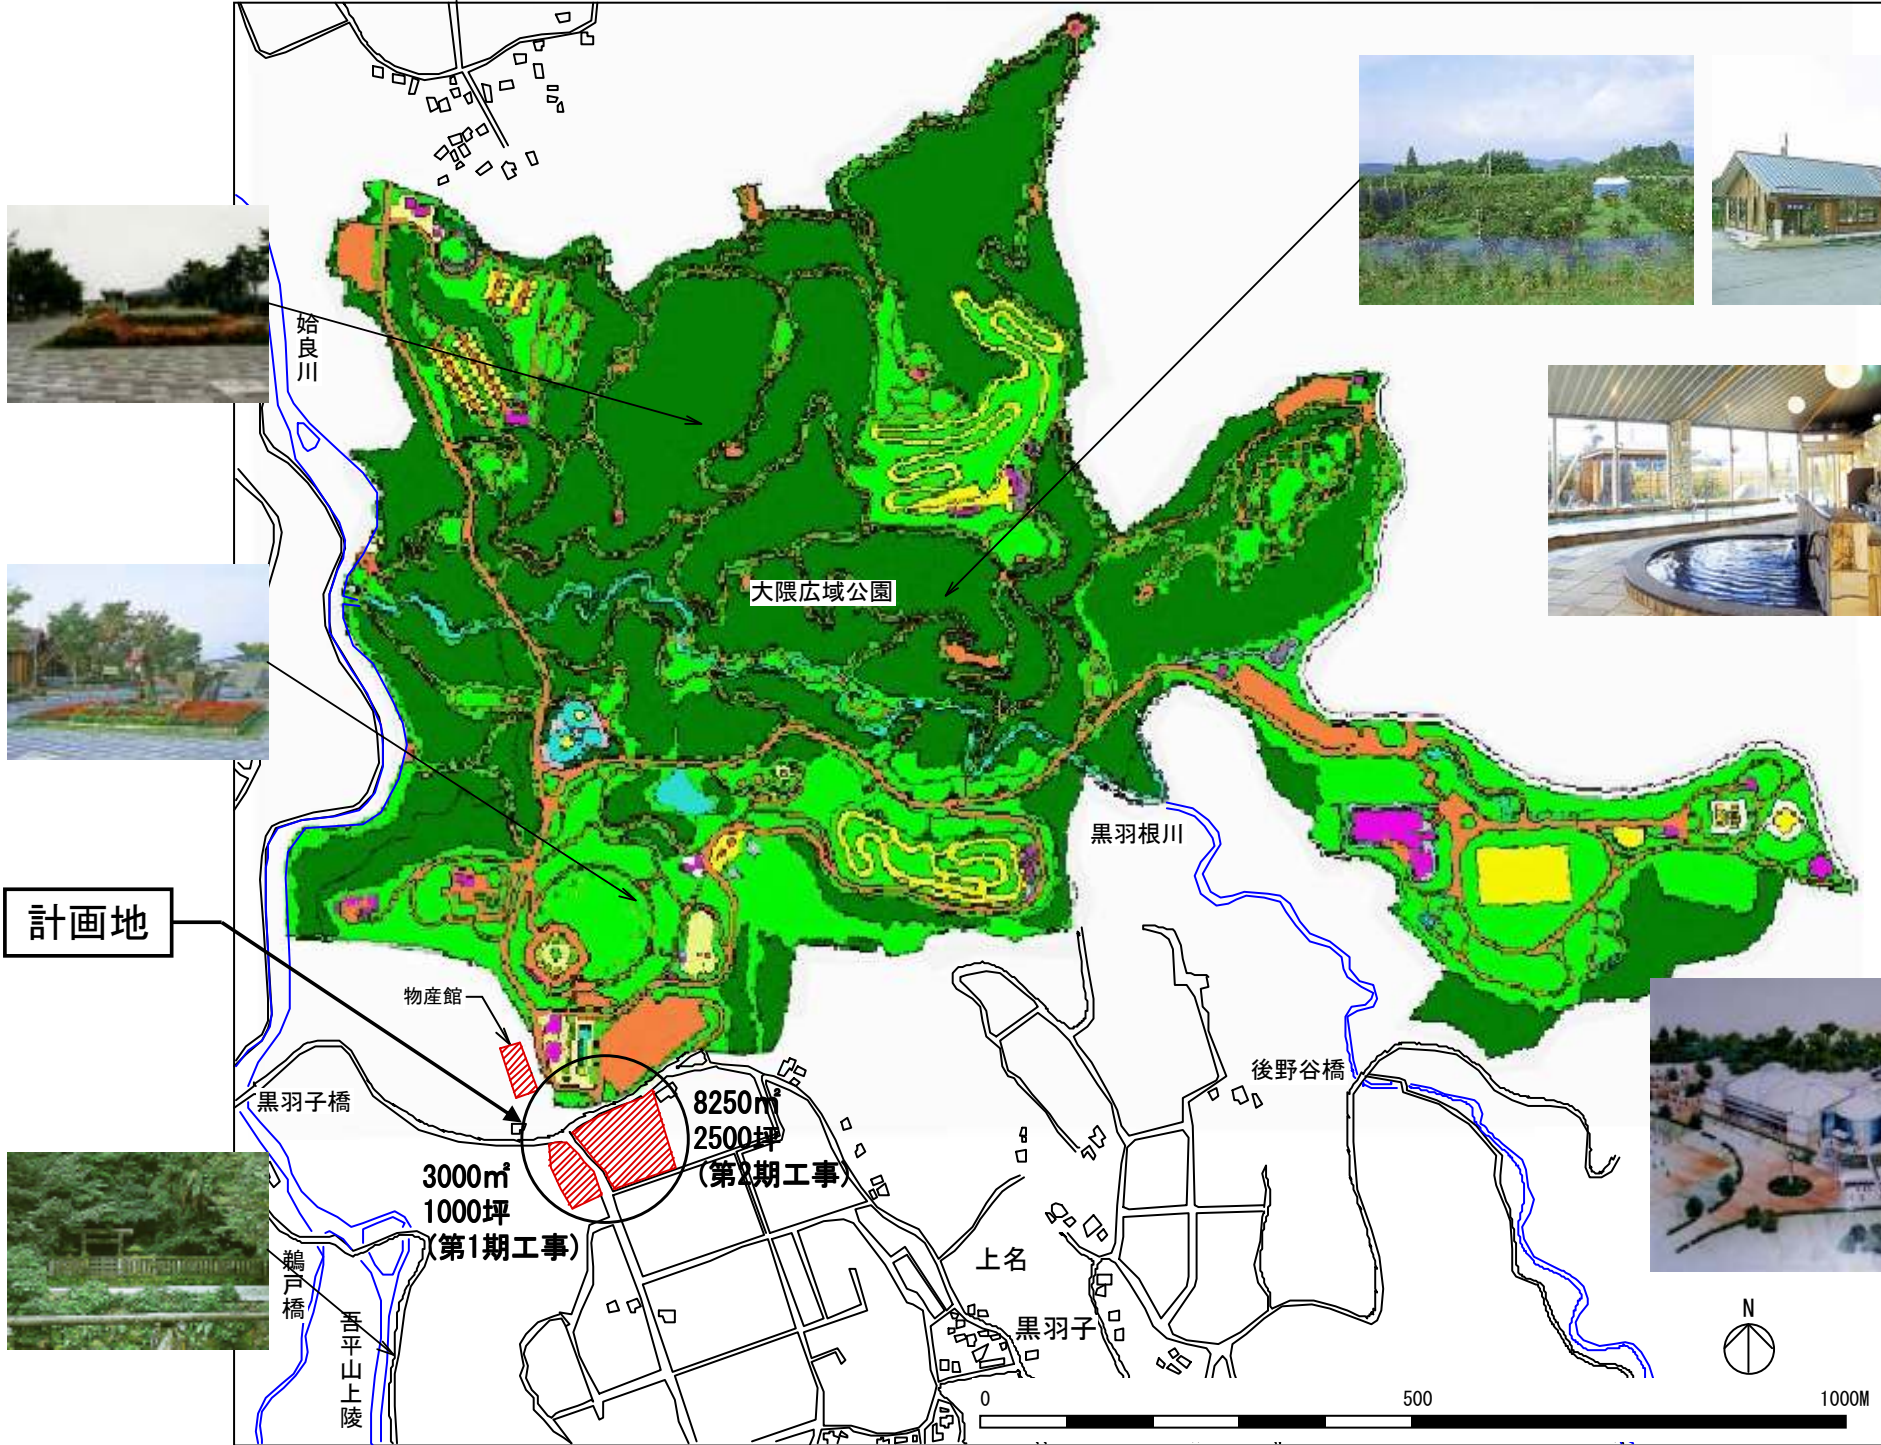 姶良川
大隈広域公園
黒羽根川
計画地
物産館
黒羽子橋
後野谷橋
8250㎡
2500坪
(第2期工事)
3000㎡
1000坪
(第1期工事)
鵜戸橋
吾平山上陵
上名
黒羽子
N
0
500
1000M